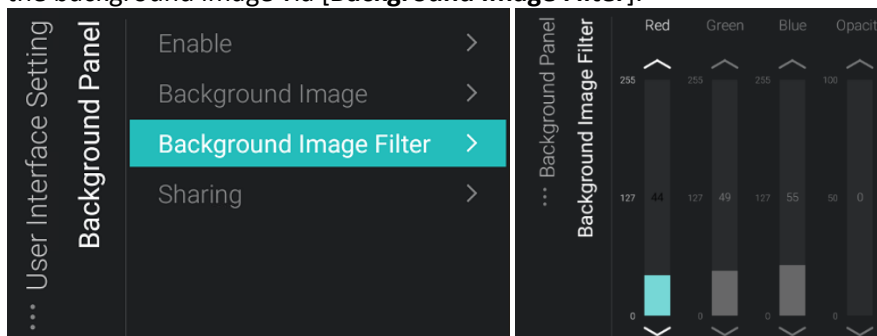 the background image via [Background Image Filter].
··· User Interface Setting
Background Panel
Enable >
Background Image >
Background Image Filter >
Sharing >
··· Background Panel
Background Image Filter
Red Green Blue Opacit
255 255 255 100
127 44 127 49 127 55 50 0
0 0 0 0